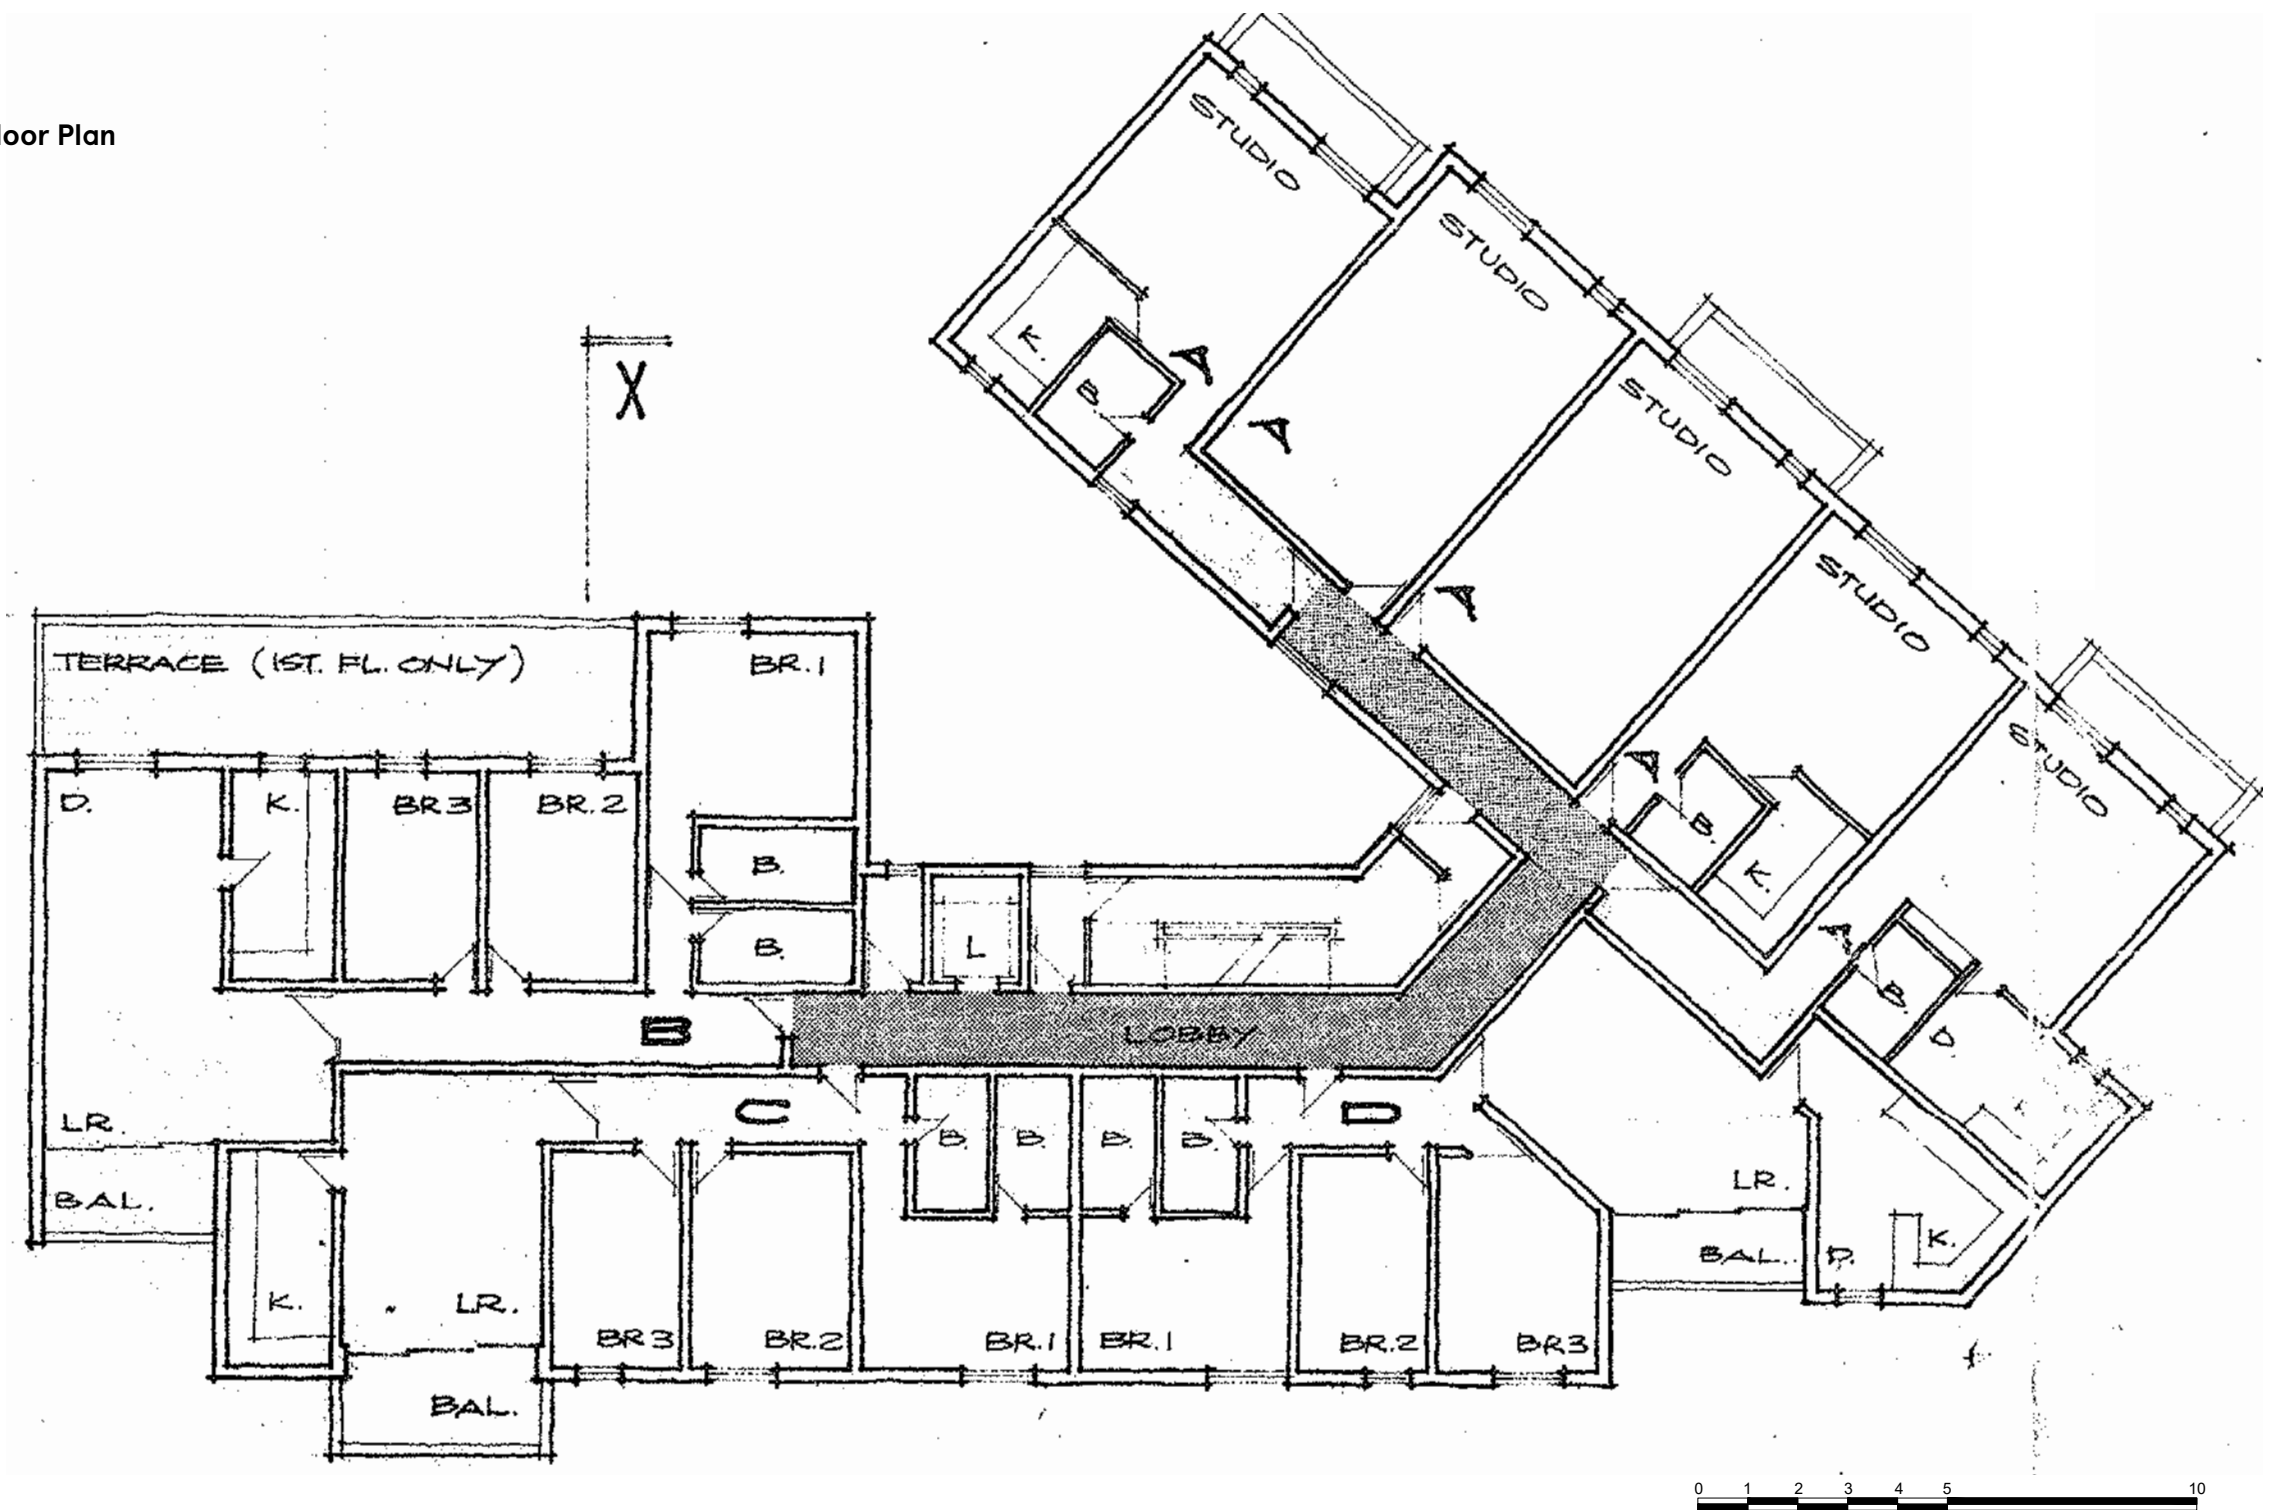 loor Plan
STUDIO
STUDIO
STUDIO
STUDIO
STUDIO
K.
B.
A
A
A
A
A
X
TERRACE (1ST. FL. ONLY)
BR.1
D.
K.
BR3
BR.2
B.
B.
L
B
LOBBY
B.
K.
B.
D.
C
D
B.
B.
B.
B.
LR.
BAL.
K.
LR.
BR3
BR.2
BR.1
BR.1
BR.2
BR3
LR.
BAL.
D.
K.
BAL.
0 1 2 3 4 5 10